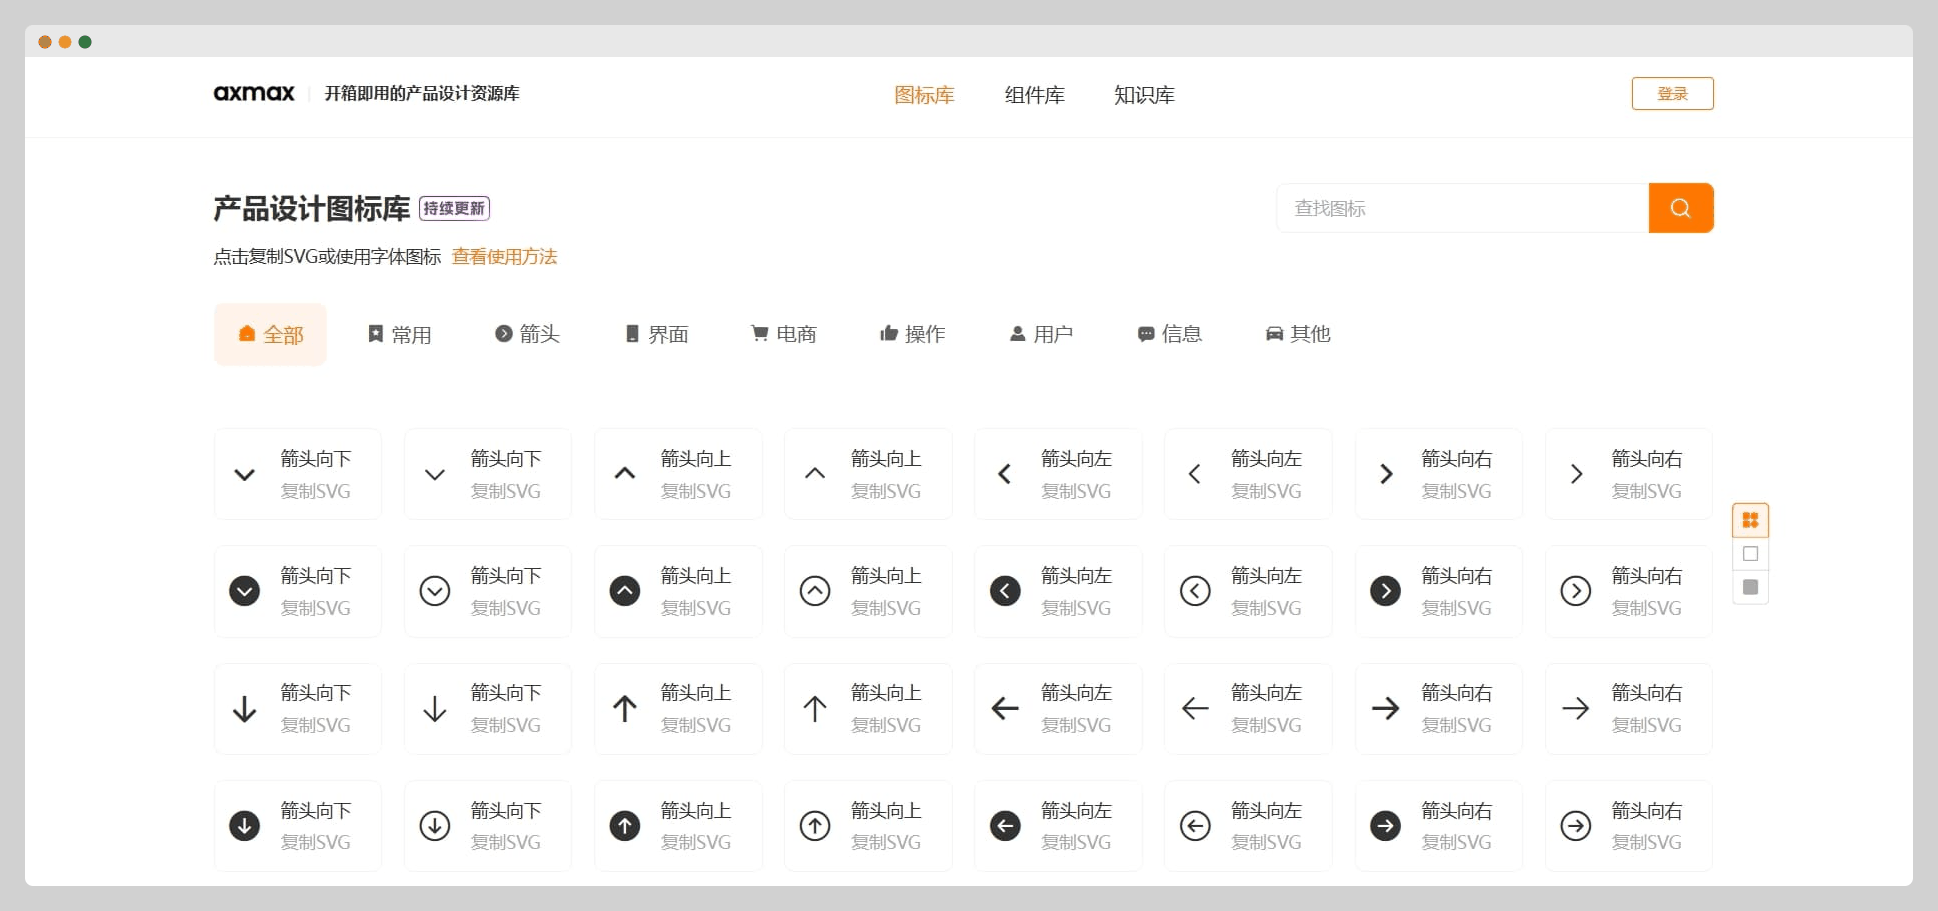 axmax 开箱即用的产品设计资源库 图标库 组件库 知识库 登录
产品设计图标库 持续更新 查找图标
点击复制SVG或使用字体图标 查看使用方法
全部 常用 箭头 界面 电商 操作 用户 信息 其他
箭头向下 箭头向下 箭头向上 箭头向上 箭头向左 箭头向左 箭头向右 箭头向右
复制SVG 复制SVG 复制SVG 复制SVG 复制SVG 复制SVG 复制SVG 复制SVG
箭头向下 箭头向下 箭头向上 箭头向上 箭头向左 箭头向左 箭头向右 箭头向右
复制SVG 复制SVG 复制SVG 复制SVG 复制SVG 复制SVG 复制SVG 复制SVG
箭头向下 箭头向下 箭头向上 箭头向上 箭头向左 箭头向左 箭头向右 箭头向右
复制SVG 复制SVG 复制SVG 复制SVG 复制SVG 复制SVG 复制SVG 复制SVG
箭头向下 箭头向下 箭头向上 箭头向上 箭头向左 箭头向左 箭头向右 箭头向右
复制SVG 复制SVG 复制SVG 复制SVG 复制SVG 复制SVG 复制SVG 复制SVG